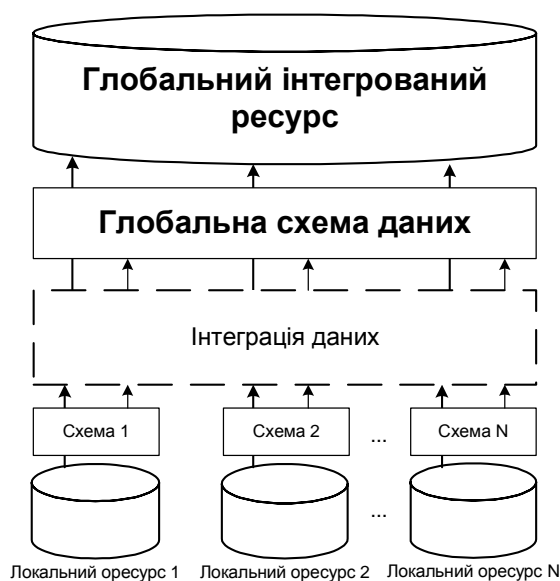 Глобальний інтегрований
ресурс
Глобальна схема даних
Інтеграція даних
Схема 1
Схема 2
...
Схема N
...
Локальний оресурс 1
Локальний оресурс 2
Локальний оресурс N